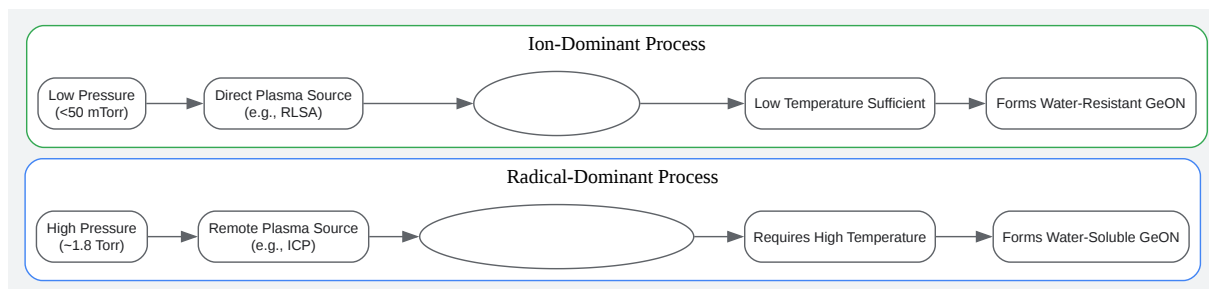 Ion-Dominant Process
Low Pressure
(<50 mTorr)
Direct Plasma Source
(e.g., RLSA)
Low Temperature Sufficient
Forms Water-Resistant GeON
Radical-Dominant Process
High Pressure
(~1.8 Torr)
Remote Plasma Source
(e.g., ICP)
Requires High Temperature
Forms Water-Soluble GeON